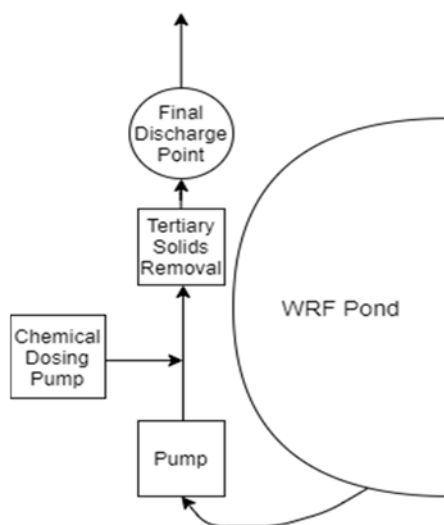 Final
Discharge
Point
Tertiary
Solids
Removal
WRF Pond
Chemical
Dosing
Pump
Pump